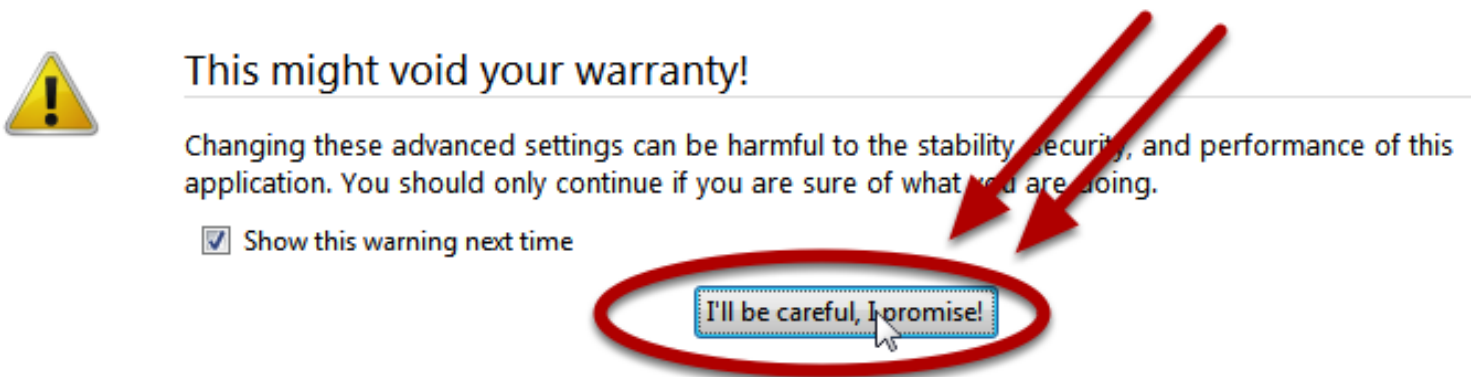 This might void your warranty!
Changing these advanced settings can be harmful to the stability, security, and performance of this
application. You should only continue if you are sure of what you are doing.
Show this warning next time
I'll be careful, I promise!